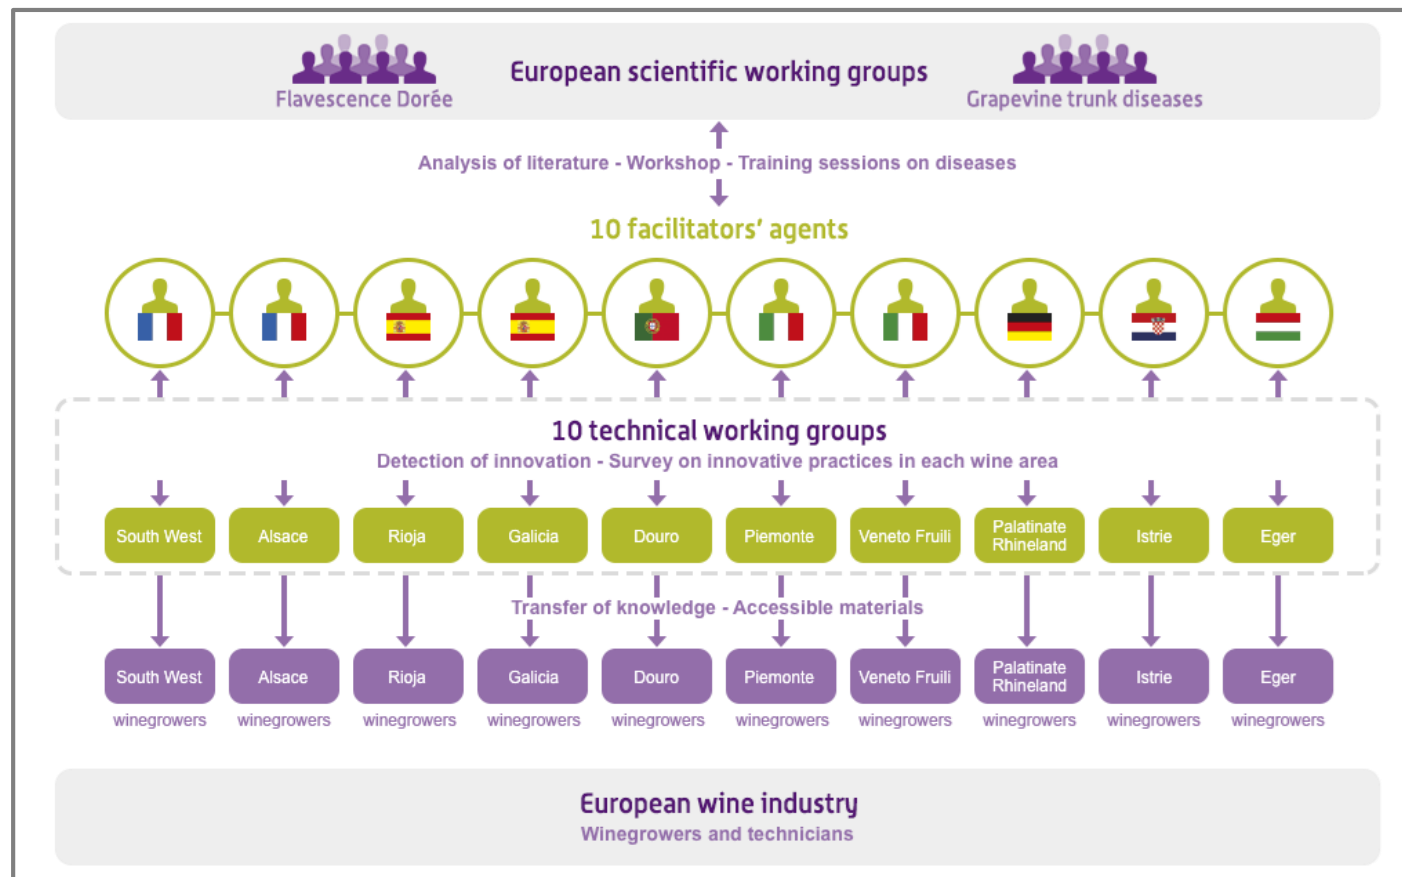 European scientific working groups
Flavescence Dorée
Grapevine trunk diseases
Analysis of literature - Workshop - Training sessions on diseases
10 facilitators' agents
10 technical working groups
Detection of innovation - Survey on innovative practices in each wine area
South West
Alsace
Rioja
Galicia
Douro
Piemonte
Veneto Fruili
Palatinate
Rhineland
Istrie
Eger
Transfer of knowledge - Accessible materials
South West
Alsace
Rioja
Galicia
Douro
Piemonte
Veneto Fruili
Palatinate
Rhineland
Istrie
Eger
winegrowers
winegrowers
winegrowers
winegrowers
winegrowers
winegrowers
winegrowers
winegrowers
winegrowers
winegrowers
European wine industry
Winegrowers and technicians